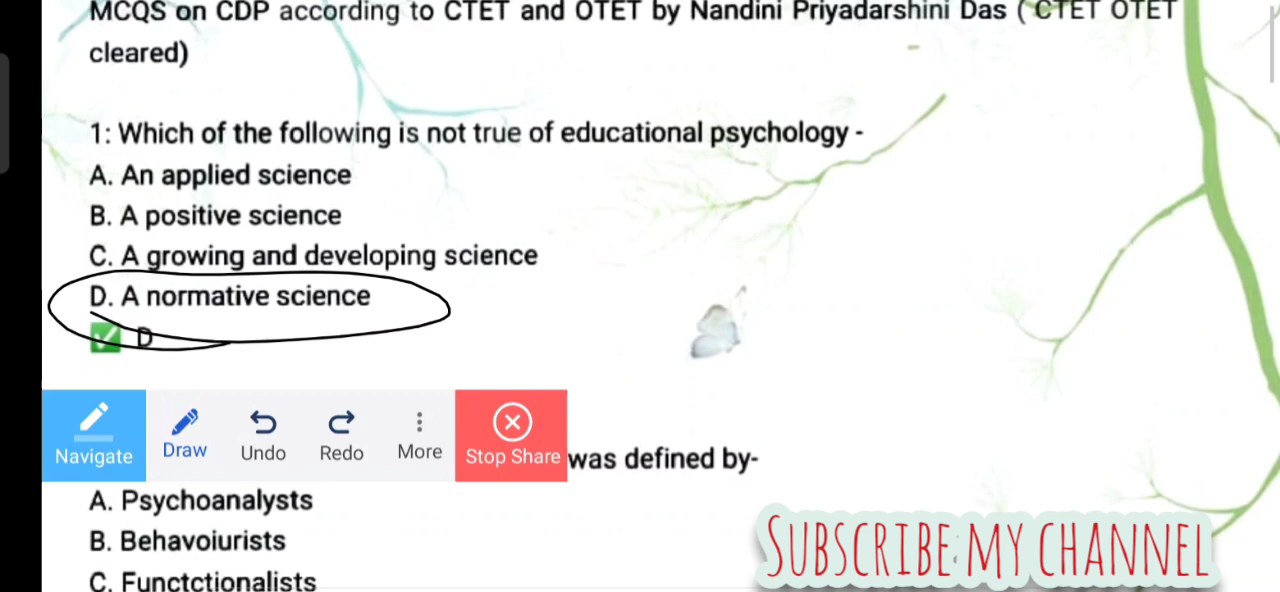 MCQS on CDP according to CTET and OTET by Nandini Priyadarshini Das ( CTET OTET
cleared)
1: Which of the following is not true of educational psychology -
A. An applied science
B. A positive science
C. A growing and developing science
D. A normative science
✅ D
Navigate Draw Undo Redo More Stop Share
was defined by-
A. Psychoanalysts
B. Behavoiurists
C. Functctionalists
SUBSCRIBE MY CHANNEL